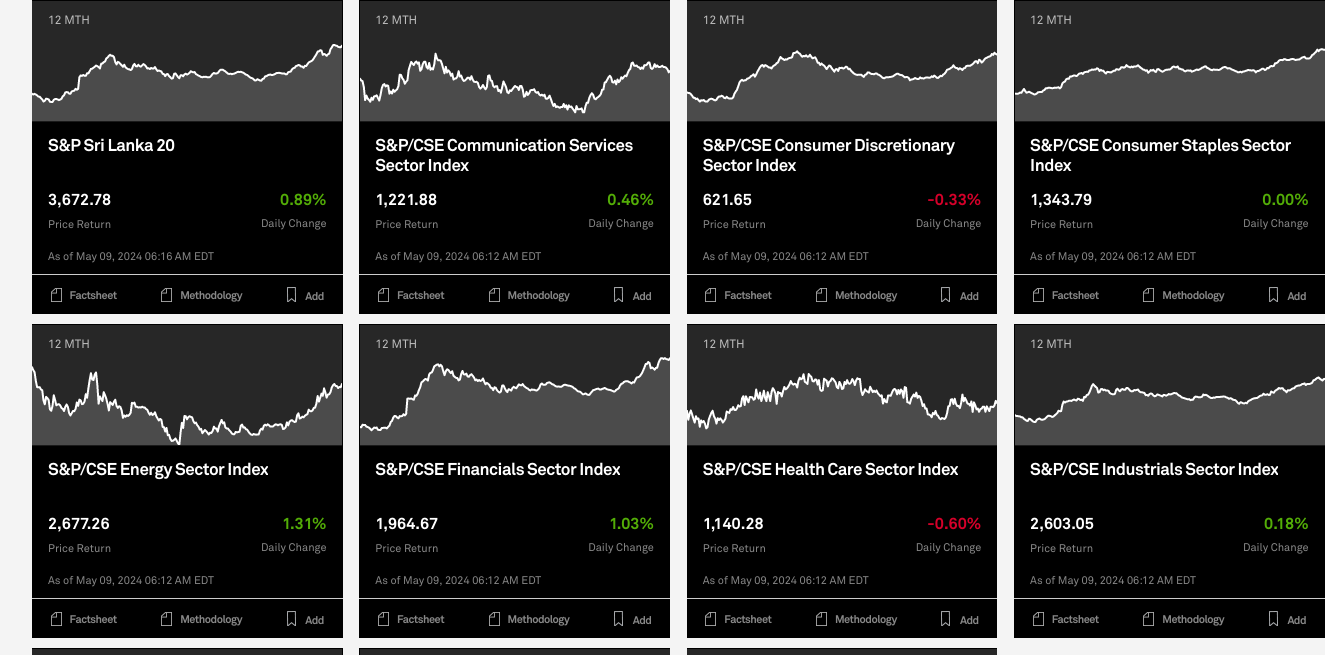 12 MTH
S&P Sri Lanka 20
3,672.78
0.89%
Price Return
Daily Change
As of May 09, 2024 06:16 AM EDT
Factsheet
Methodology
Add
12 MTH
S&P/CSE Communication Services
Sector Index
1,221.88
0.46%
Price Return
Daily Change
As of May 09, 2024 06:12 AM EDT
Factsheet
Methodology
Add
12 MTH
S&P/CSE Consumer Discretionary
Sector Index
621.65
-0.33%
Price Return
Daily Change
As of May 09, 2024 06:12 AM EDT
Factsheet
Methodology
Add
12 MTH
S&P/CSE Consumer Staples Sector
Index
1,343.79
0.00%
Price Return
Daily Change
As of May 09, 2024 06:12 AM EDT
Factsheet
Methodology
Add
12 MTH
S&P/CSE Energy Sector Index
2,677.26
1.31%
Price Return
Daily Change
As of May 09, 2024 06:12 AM EDT
Factsheet
Methodology
Add
12 MTH
S&P/CSE Financials Sector Index
1,964.67
1.03%
Price Return
Daily Change
As of May 09, 2024 06:12 AM EDT
Factsheet
Methodology
Add
12 MTH
S&P/CSE Health Care Sector Index
1,140.28
-0.60%
Price Return
Daily Change
As of May 09, 2024 06:12 AM EDT
Factsheet
Methodology
Add
12 MTH
S&P/CSE Industrials Sector Index
2,603.05
0.18%
Price Return
Daily Change
As of May 09, 2024 06:12 AM EDT
Factsheet
Methodology
Add